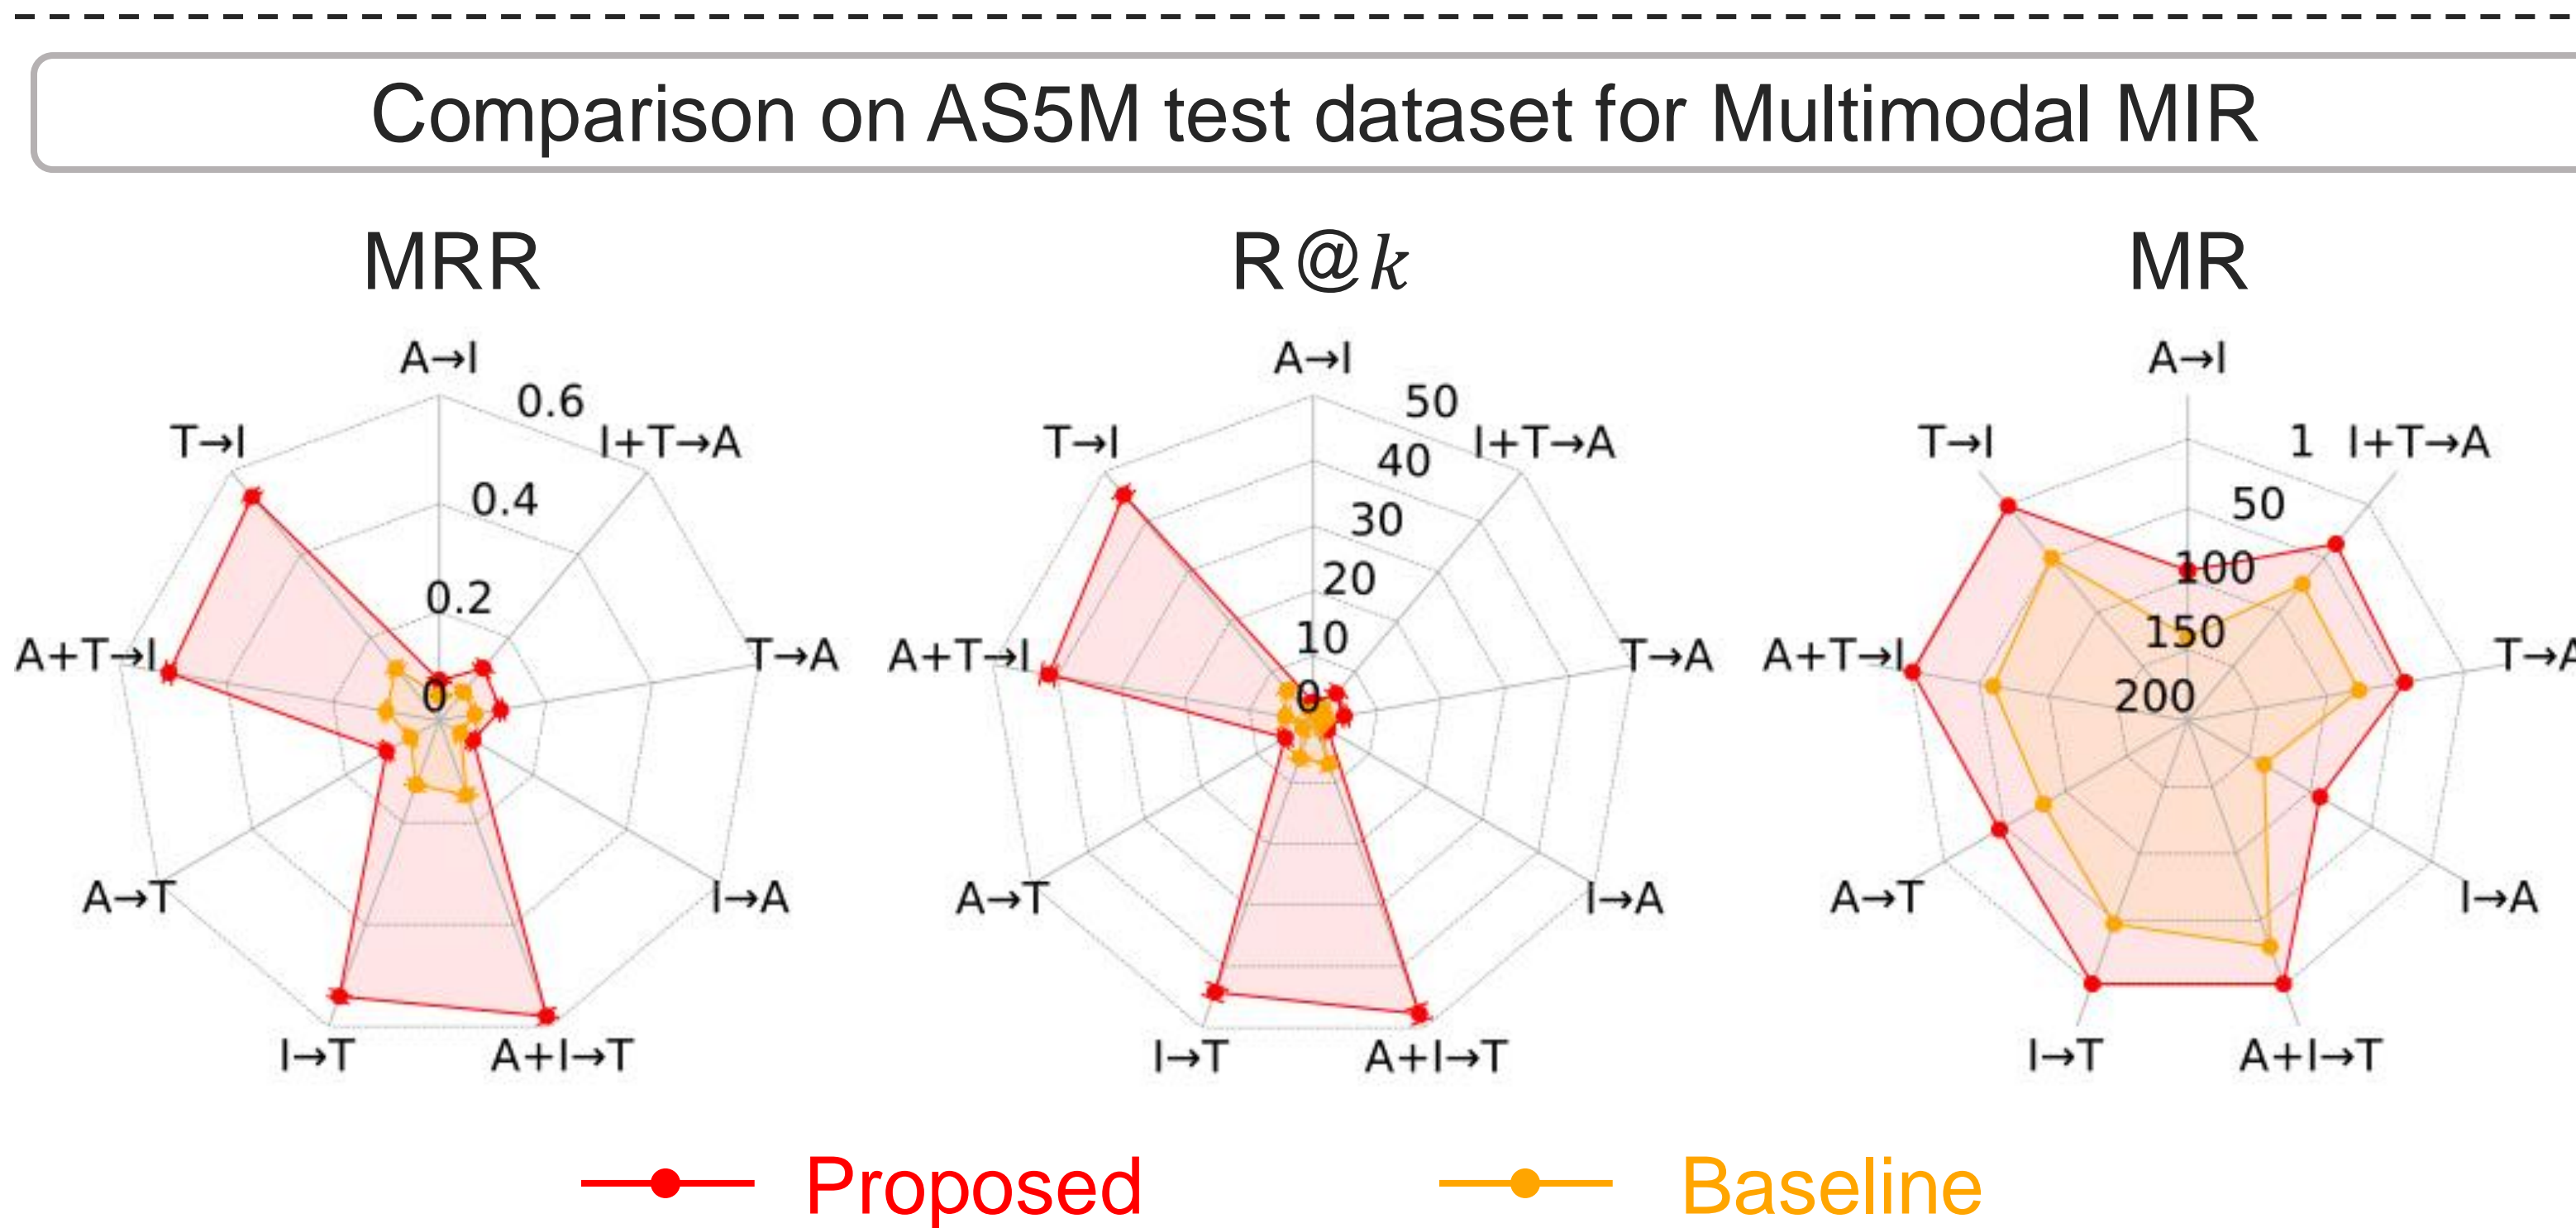 Comparison on AS5M test dataset for Multimodal MIR
MRR
A→I
0.6
T→I
I+T→A
0.4
0.2
A+T→I
T→A
0
A→T
I→A
I→T
A+I→T
R@k
A→I
50
T→I
I+T→A
40
30
20
10
A+T→I
T→A
0
A→T
I→A
I→T
A+I→T
MR
A→I
1
T→I
I+T→A
50
100
150
A+T→I
T→A
200
A→T
I→A
I→T
A+I→T
Proposed
Baseline